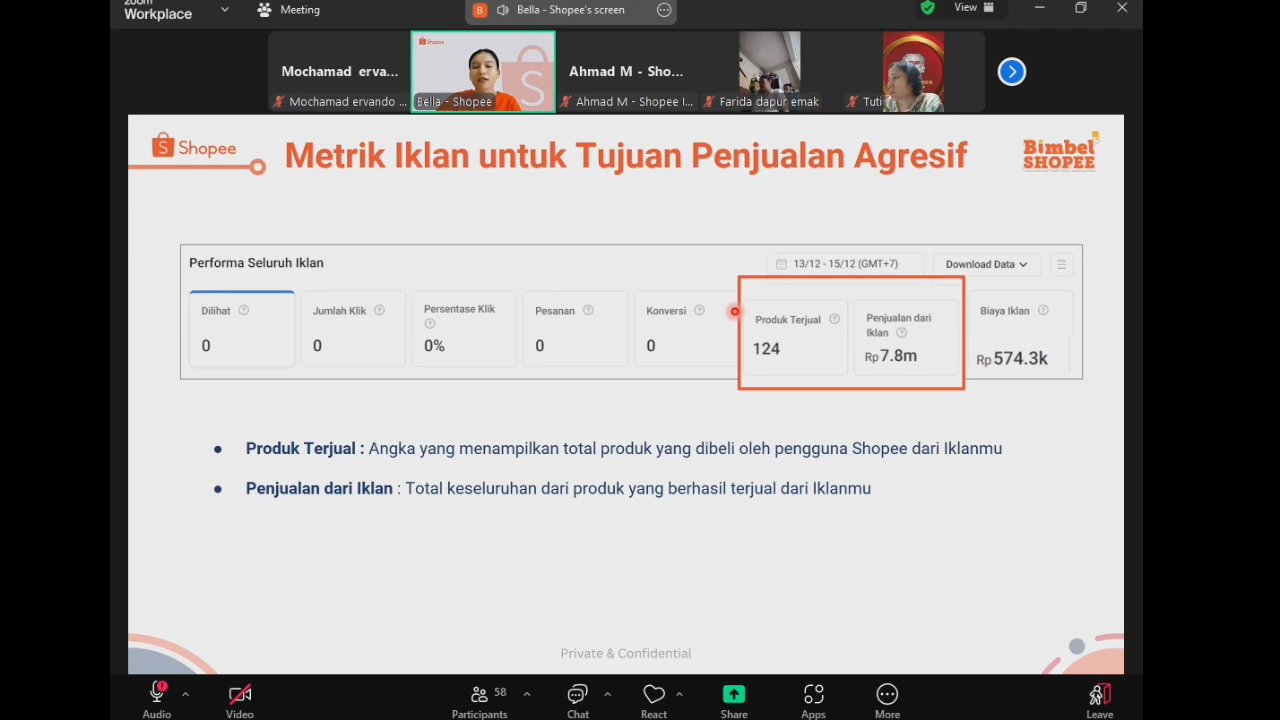 zoom
Workplace
Meeting
B
Bella - Shopee's screen
View
Mochamad erva...
Mochamad ervando ...
Shopee
Bella - Shopee
Ahmad M - Sho...
Ahmad M - Shopee I...
Farida dapur emak
Tuti
Shopee
Metrik Iklan untuk Tujuan Penjualan Agresif
Bimbel
SHOPEE
Performa Seluruh Iklan
13/12 - 15/12 (GMT+7)
Download Data
Dilihat
0
Jumlah Klik
0
Persentase Klik
0%
Pesanan
0
Konversi
0
Produk Terjual
124
Penjualan dari
Iklan
Rp 7.8m
Biaya Iklan
Rp 574.3k
● Produk Terjual : Angka yang menampilkan total produk yang dibeli oleh pengguna Shopee dari Iklanmu
● Penjualan dari Iklan : Total keseluruhan dari produk yang berhasil terjual dari Iklanmu
Private & Confidential
Audio
Video
58
Participants
Chat
React
Share
Apps
More
Leave